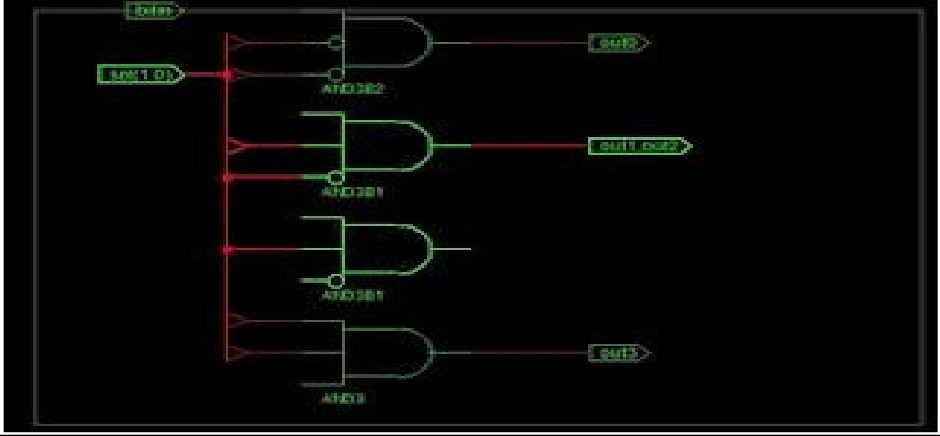 out0
AND3B2
out1,out2
AND3B1
AND3B1
out3
AND3